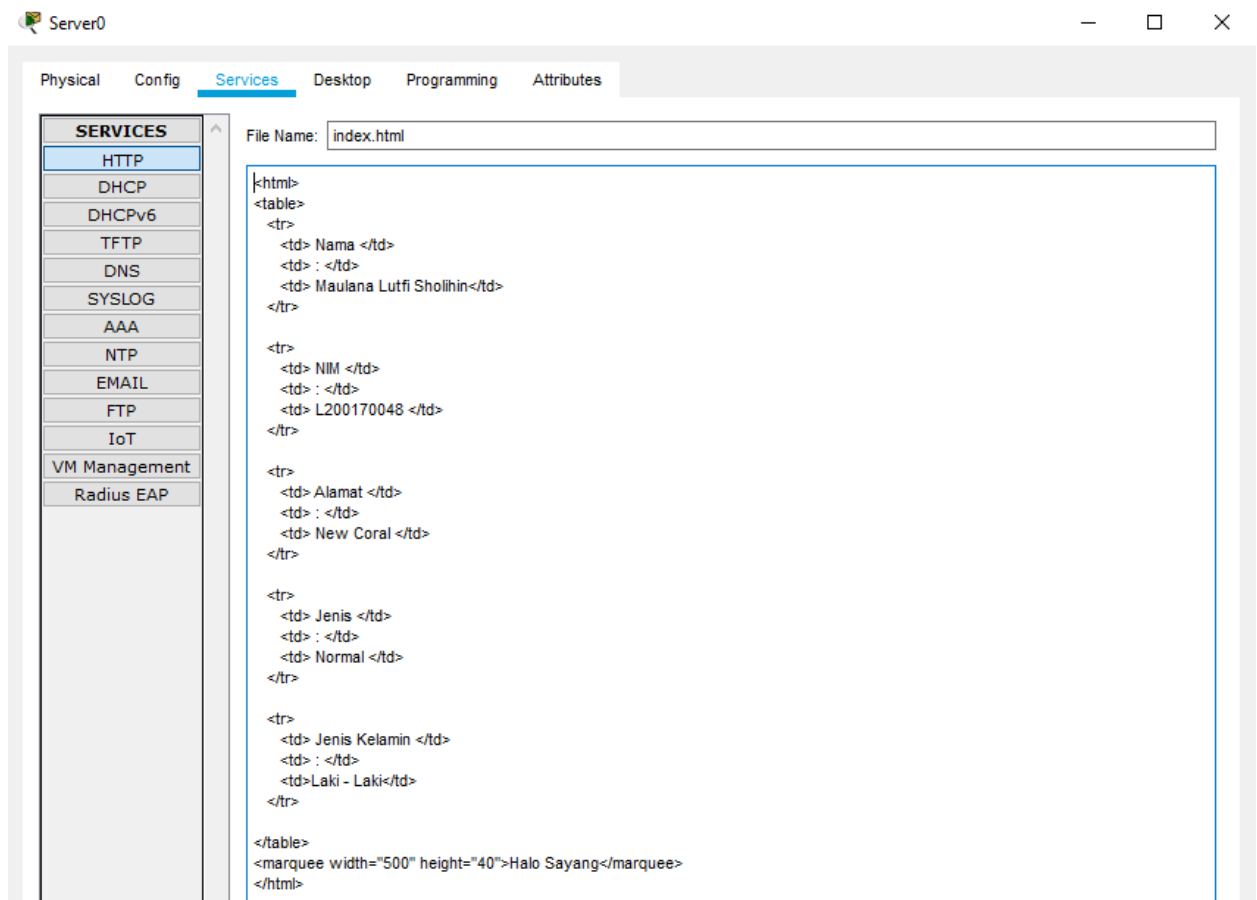 Server0
Physical Config Services Desktop Programming Attributes
SERVICES
HTTP
DHCP
DHCPv6
TFTP
DNS
SYSLOG
AAA
NTP
EMAIL
FTP
IoT
VM Management
Radius EAP
File Name: index.html
<html>
<table>
  <tr>
    <td> Nama </td>
    <td> : </td>
    <td> Maulana Lutfi Sholihin</td>
  </tr>

  <tr>
    <td> NIM </td>
    <td> : </td>
    <td> L200170048 </td>
  </tr>

  <tr>
    <td> Alamat </td>
    <td> : </td>
    <td> New Coral </td>
  </tr>

  <tr>
    <td> Jenis </td>
    <td> : </td>
    <td> Normal </td>
  </tr>

  <tr>
    <td> Jenis Kelamin </td>
    <td> : </td>
    <td>Laki - Laki</td>
  </tr>

</table>
<marquee width="500" height="40">Halo Sayang</marquee>
</html>